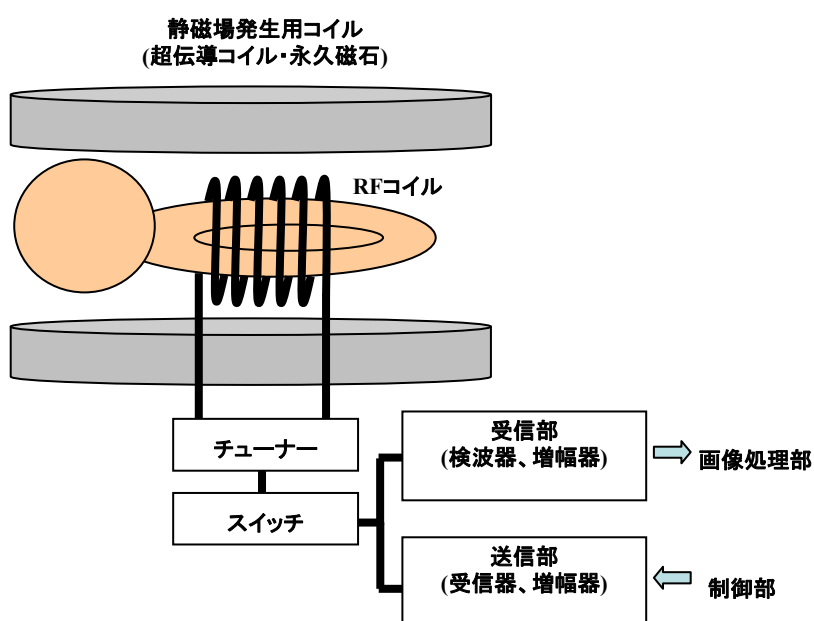 静磁場発生用コイル
(超伝導コイル・永久磁石)
RFコイル
チューナー
スイッチ
受信部
(検波器、増幅器)
画像処理部
送信部
(受信器、増幅器)
制御部